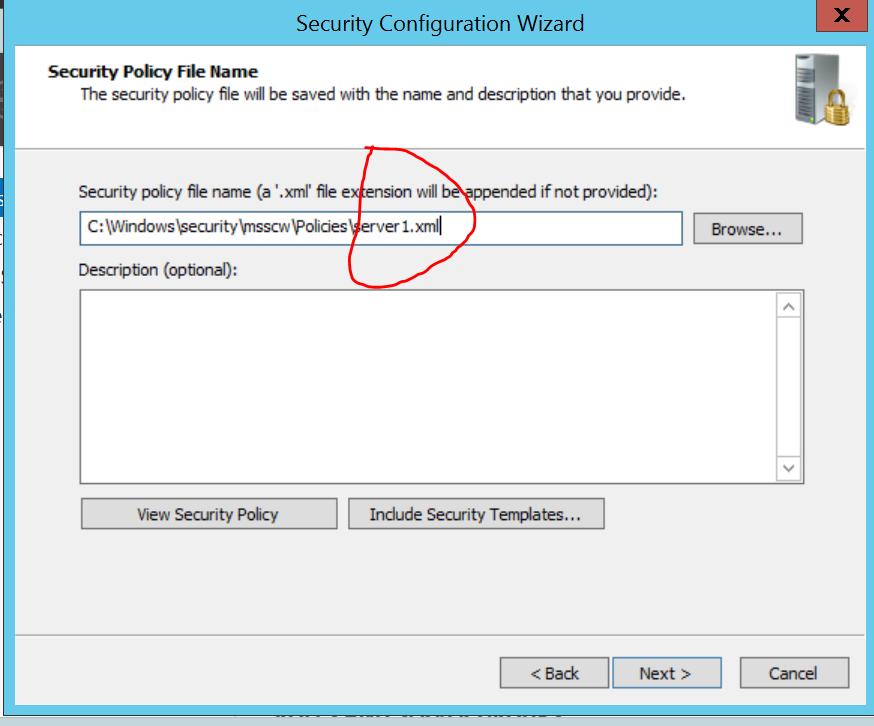 Security Configuration Wizard
X
Security Policy File Name
The security policy file will be saved with the name and description that you provide.
Security policy file name (a '.xml' file extension will be appended if not provided):
C:\Windows\security\msscw\Policies\server1.xml
Browse...
Description (optional):
View Security Policy
Include Security Templates...
< Back
Next >
Cancel